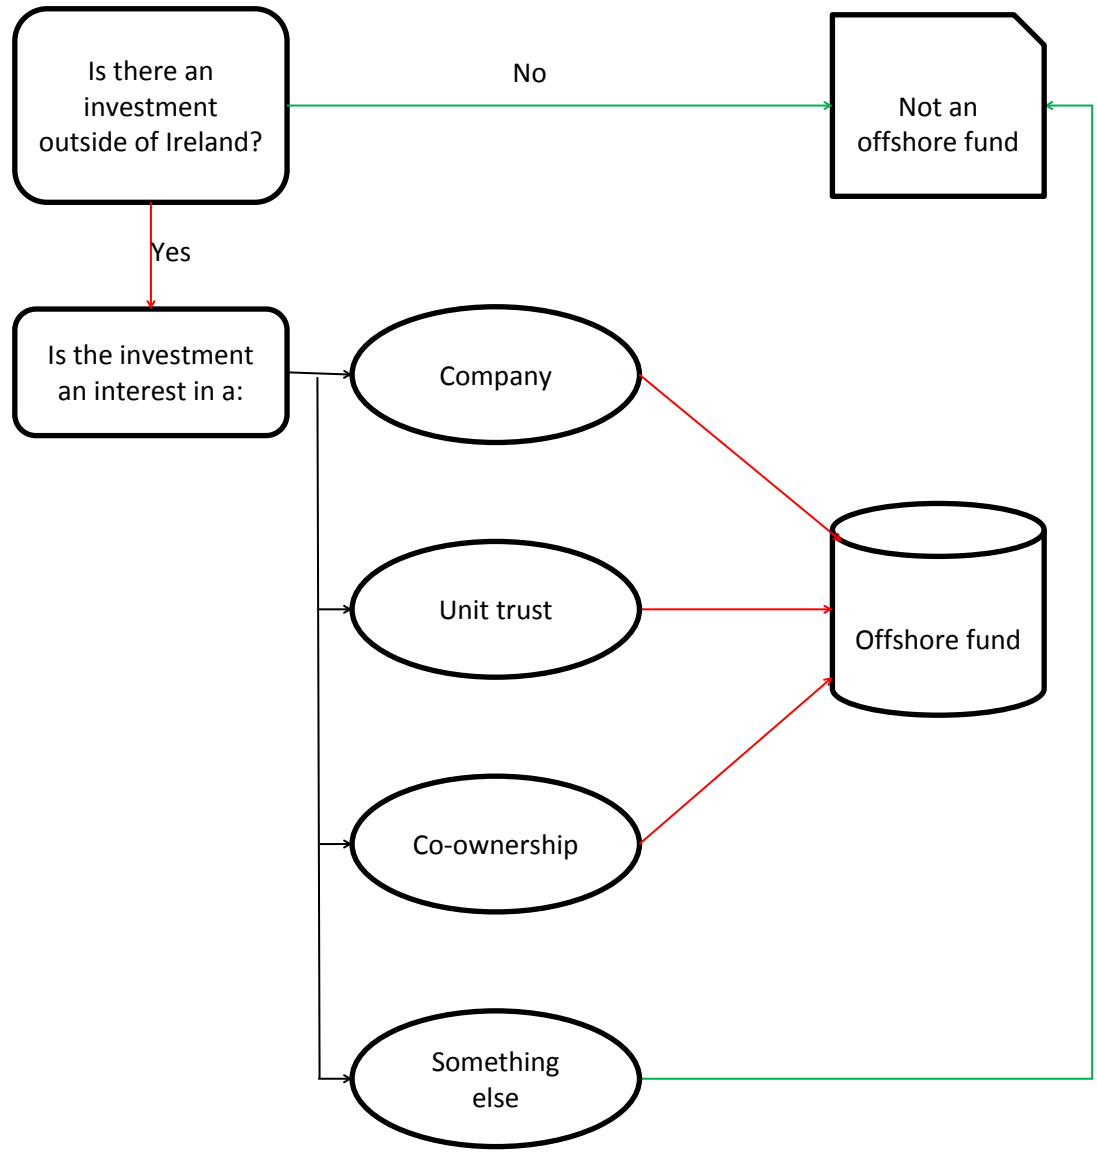 Is there an
investment
outside of Ireland?
No
Not an
offshore fund
Yes
Is the investment
an interest in a:
Company
Unit trust
Offshore fund
Co-ownership
Something
else